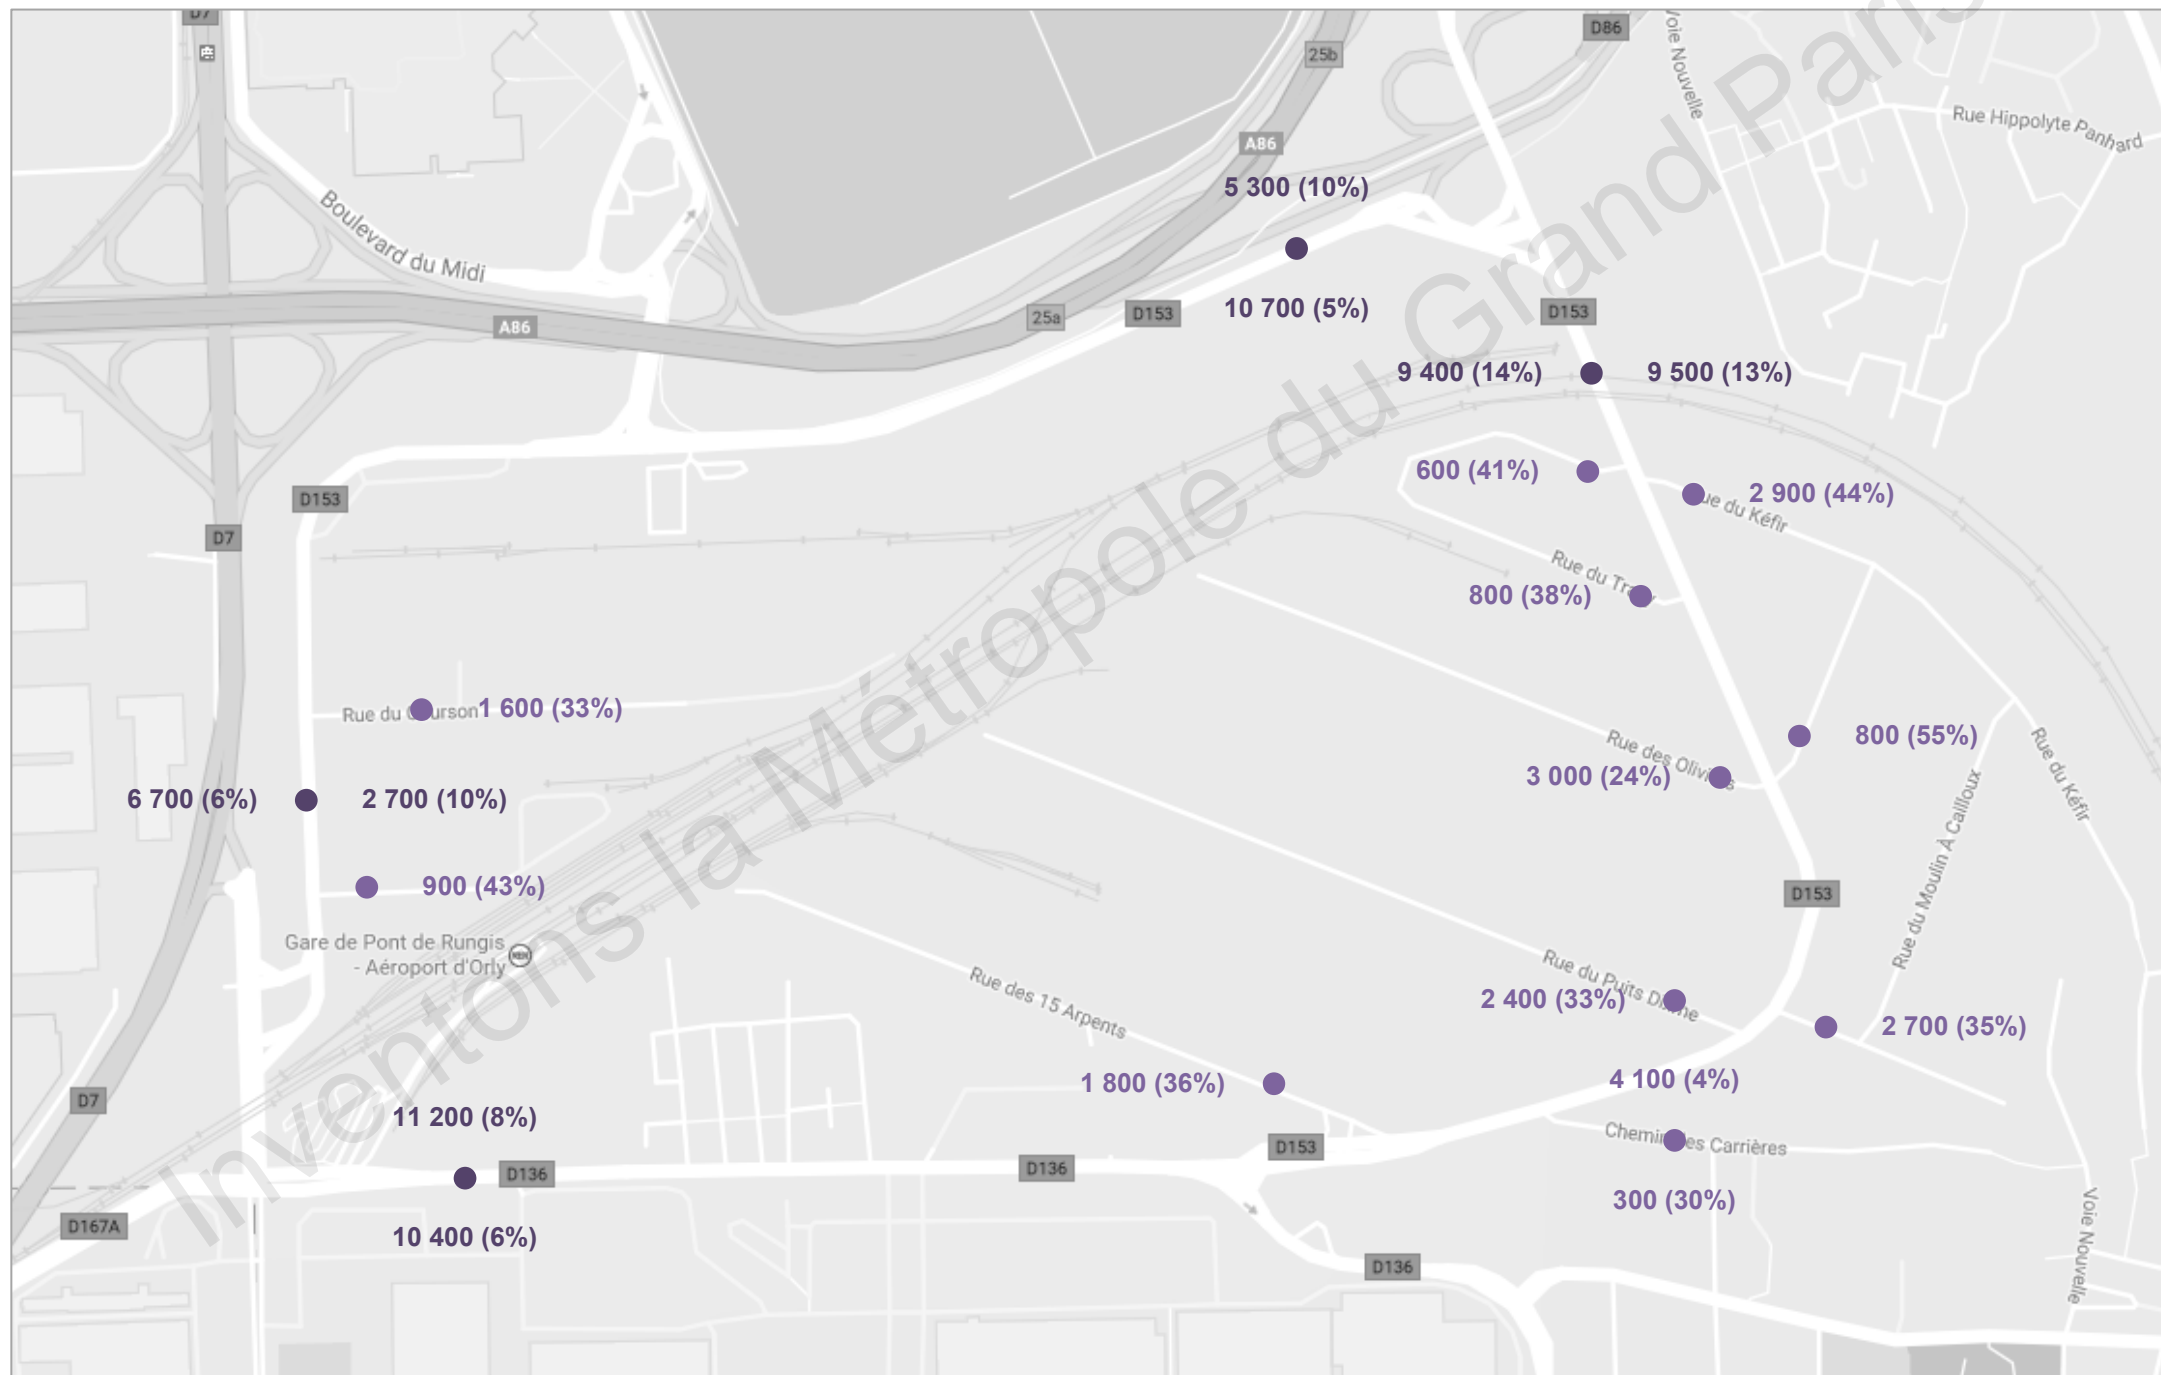 D7
25b
D86
Voie Nouvelle
Rue Hippolyte Panhard
A86
5 300 (10%)
Boulevard du Midi
10 700 (5%)
D153
25a
D153
A86
9 400 (14%)
9 500 (13%)
600 (41%)
2 900 (44%)
D153
Rue du Kéfir
D7
Rue du
800 (38%)
1 600 (33%)
Rue du
800 (55%)
Rue des
3 000 (24%)
Rue du Kéfir
6 700 (6%)
2 700 (10%)
Rue du Moulin À Cailloux
900 (43%)
D153
Gare de Pont de Rungis
- Aéroport d'Orly
Rue des 15 Arpents
Rue du Puits
2 400 (33%)
2 700 (35%)
1 800 (36%)
4 100 (4%)
D7
11 200 (8%)
Chemin des Carrières
D153
D136
D136
300 (30%)
D167A
10 400 (6%)
Voie Nouvelle
D136
Inventons la Métropole du Grand Paris